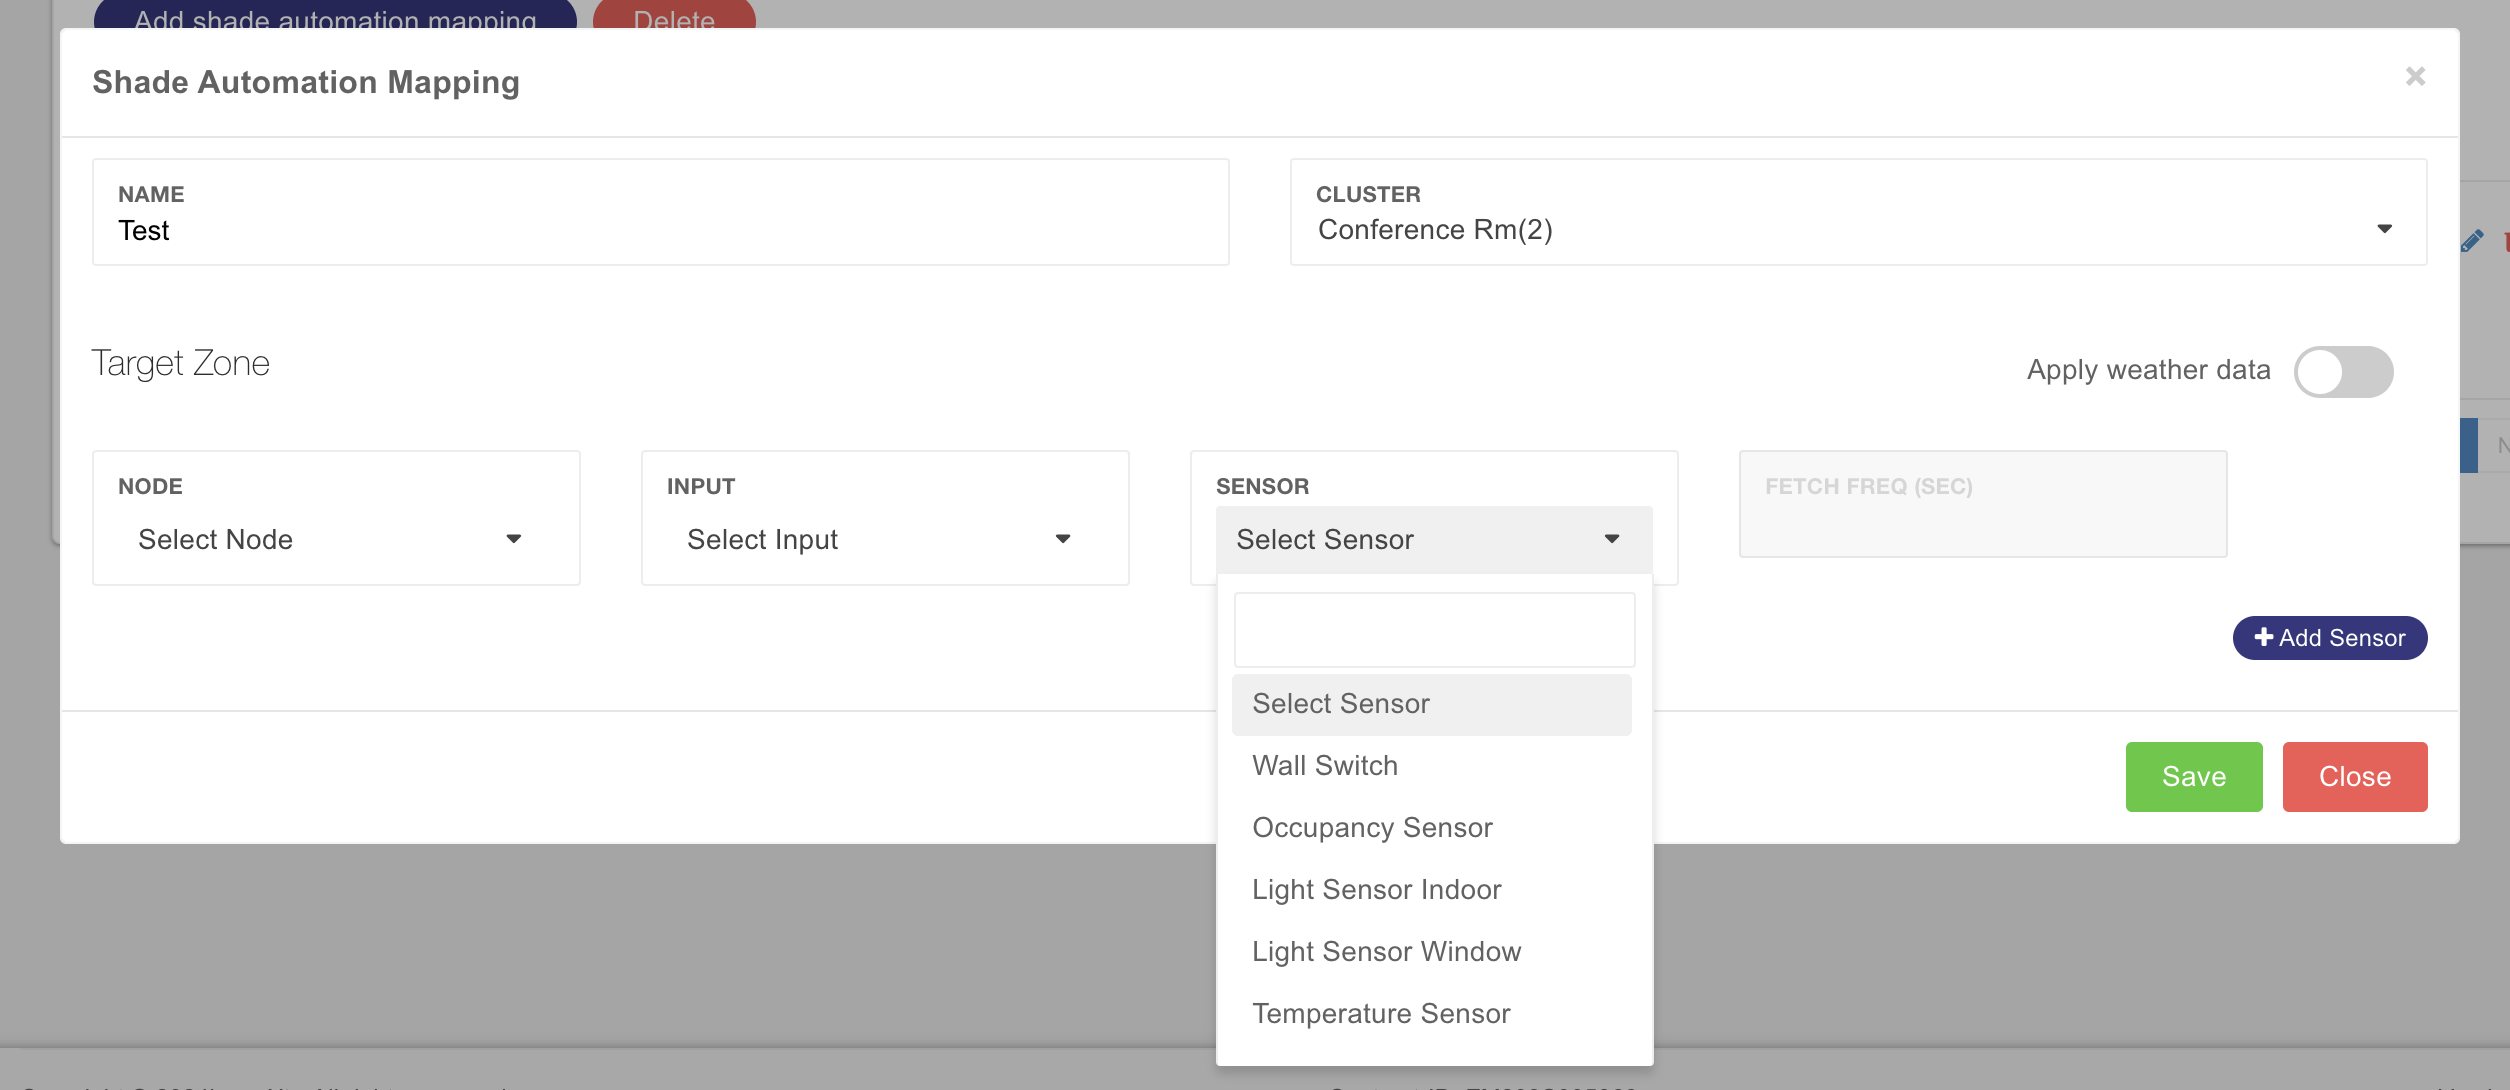 Add shade automation mapping Delete
Shade Automation Mapping ×
NAME
Test
CLUSTER
Conference Rm(2)
Target Zone
Apply weather data
NODE
Select Node
INPUT
Select Input
SENSOR
Select Sensor
FETCH FREQ (SEC)
Select Sensor
Wall Switch
Occupancy Sensor
Light Sensor Indoor
Light Sensor Window
Temperature Sensor
+ Add Sensor
Save Close